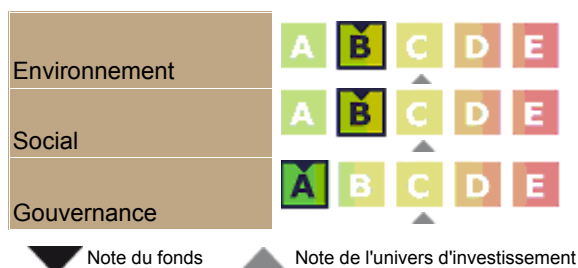 Environnement A B C D E
Social A B C D E
Gouvernance A B C D E
Note du fonds Note de l'univers d'investissement